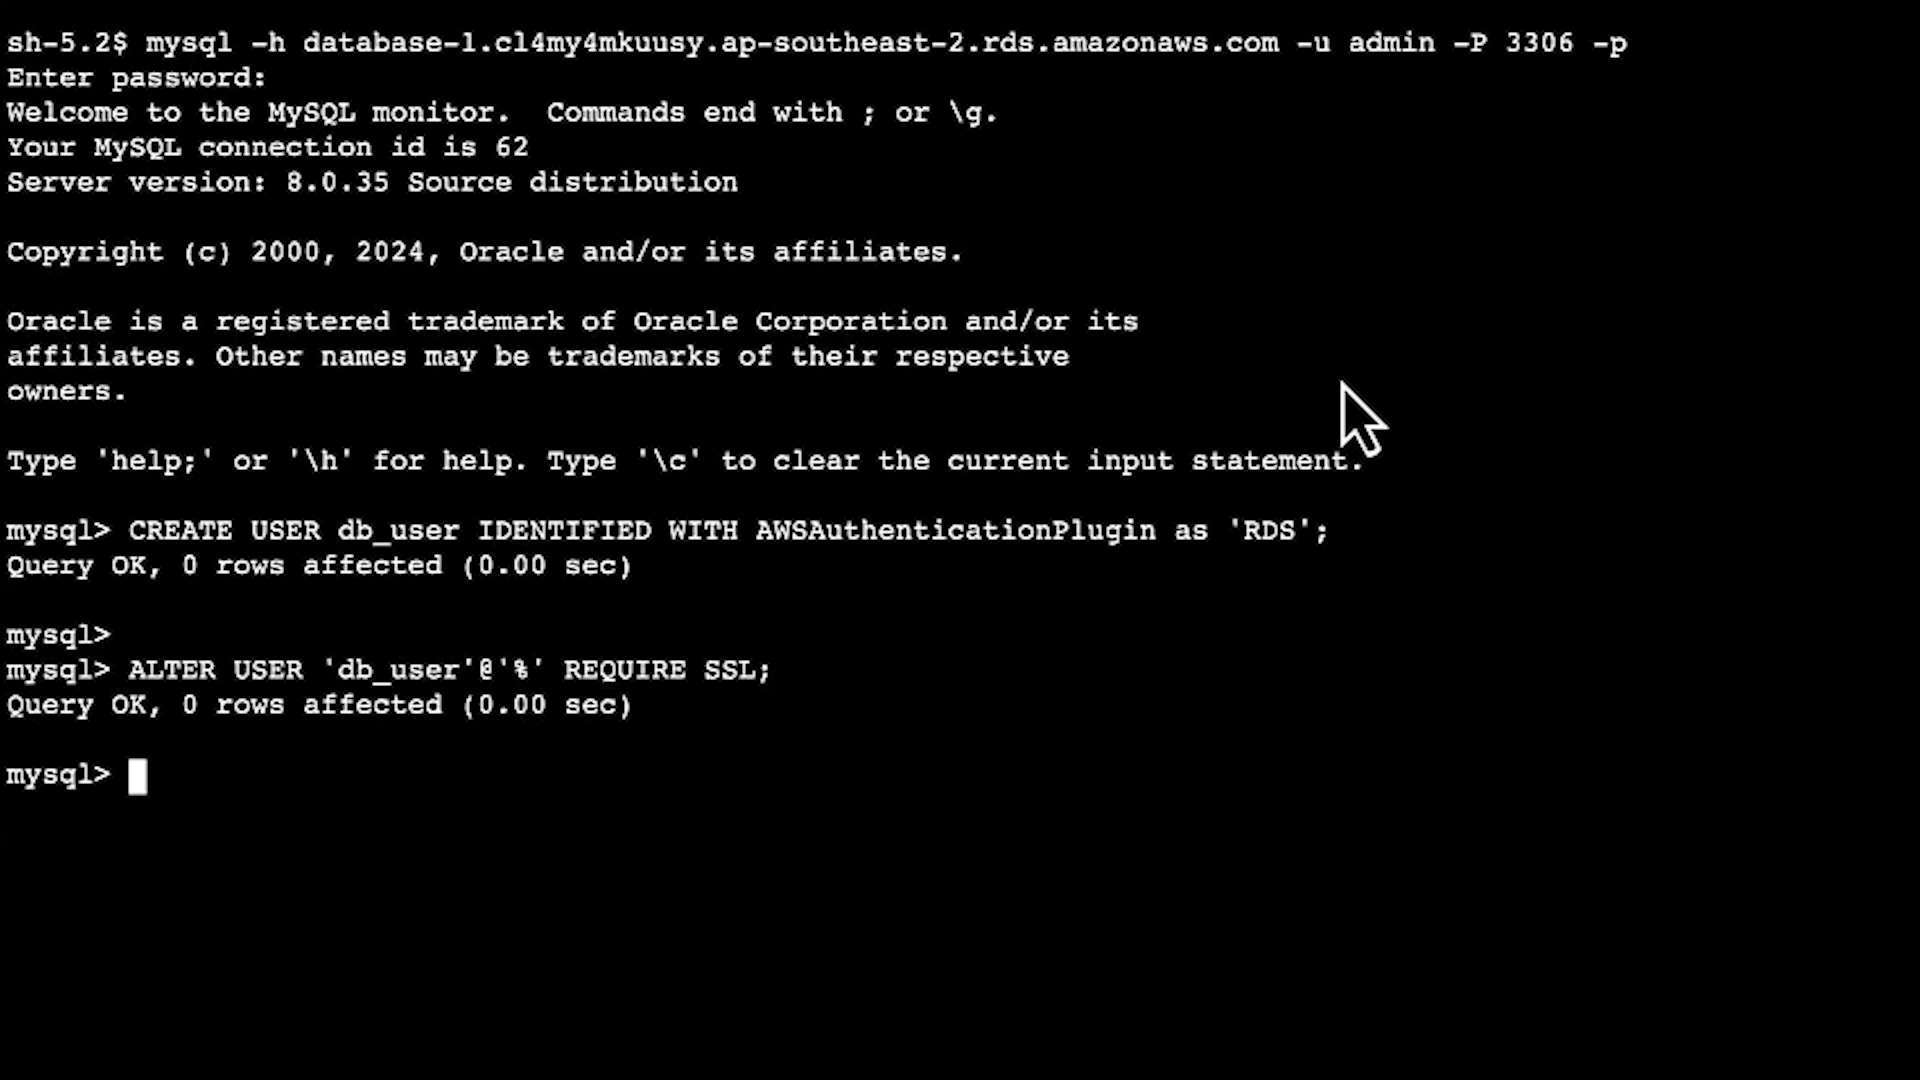 sh-5.2$ mysql -h database-1.cl4my4mkuusy.ap-southeast-2.rds.amazonaws.com -u admin -P 3306 -p
Enter password:
Welcome to the MySQL monitor.  Commands end with ; or \g.
Your MySQL connection id is 62
Server version: 8.0.35 Source distribution
Copyright (c) 2000, 2024, Oracle and/or its affiliates.
Oracle is a registered trademark of Oracle Corporation and/or its
affiliates. Other names may be trademarks of their respective
owners.
Type 'help;' or '\h' for help. Type '\c' to clear the current input statement.
mysql> CREATE USER db_user IDENTIFIED WITH AWSAuthenticationPlugin as 'RDS';
Query OK, 0 rows affected (0.00 sec)
mysql>
mysql> ALTER USER 'db_user'@'%' REQUIRE SSL;
Query OK, 0 rows affected (0.00 sec)
mysql>